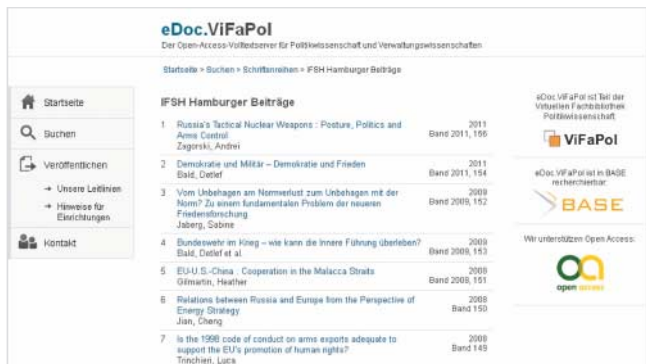 eDoc.ViFaPol
Der Open-Access-Volltextserver für Politikwissenschaft und Verwaltungswissenschaften
Startseite > Suchen > Schriftenreihen > IFSH Hamburger Beiträge
Startseite
Suchen
Veröffentlichen
→ Unsere Leitlinien
→ Hinweise für
Einrichtungen
Kontakt
IFSH Hamburger Beiträge
1 Russia's Tactical Nuclear Weapons : Posture, Politics and 2011
Arms Control Band 2011, 156
Zagorski, Andrei
2 Demokratie und Militär – Demokratie und Frieden 2011
Bald, Detlef Band 2011, 154
3 Vom Unbehagen am Normverlust zum Unbehagen mit der 2009
Norm? Zu einem fundamentalen Problem der neueren Band 2009, 152
Friedensforschung
Jaberg, Sabine
4 Bundeswehr im Krieg – wie kann die Innere Führung überleben? 2009
Bald, Detlef et al. Band 2009, 153
5 EU-U.S.-China : Cooperation in the Malacca Straits 2009
Gilmartin, Heather Band 2009, 151
6 Relations between Russia and Europe from the Perspective of 2008
Energy Strategy Band 150
Jian, Cheng
7 Is the 1998 code of conduct on arms exports adequate to 2008
support the EU's promotion of human rights? Band 149
Trinchieri, Luca
eDoc.ViFaPol ist Teil der
Virtuellen Fachbibliothek
Politikwissenschaft:
ViFaPol
eDoc.ViFaPol ist in BASE
recherchierbar:
BASE
Wir unterstützen Open Access:
open access